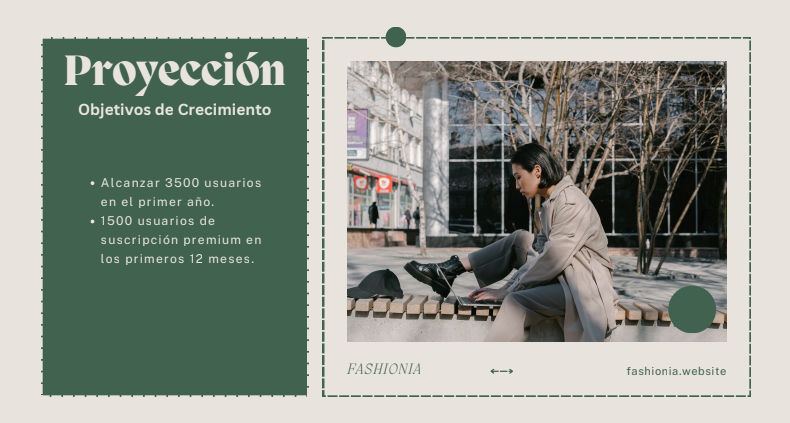 Proyección
Objetivos de Crecimiento
• Alcanzar 3500 usuarios
en el primer año.
• 1500 usuarios de
suscripción premium en
los primeros 12 meses.
FASHIONIA
fashionia.website